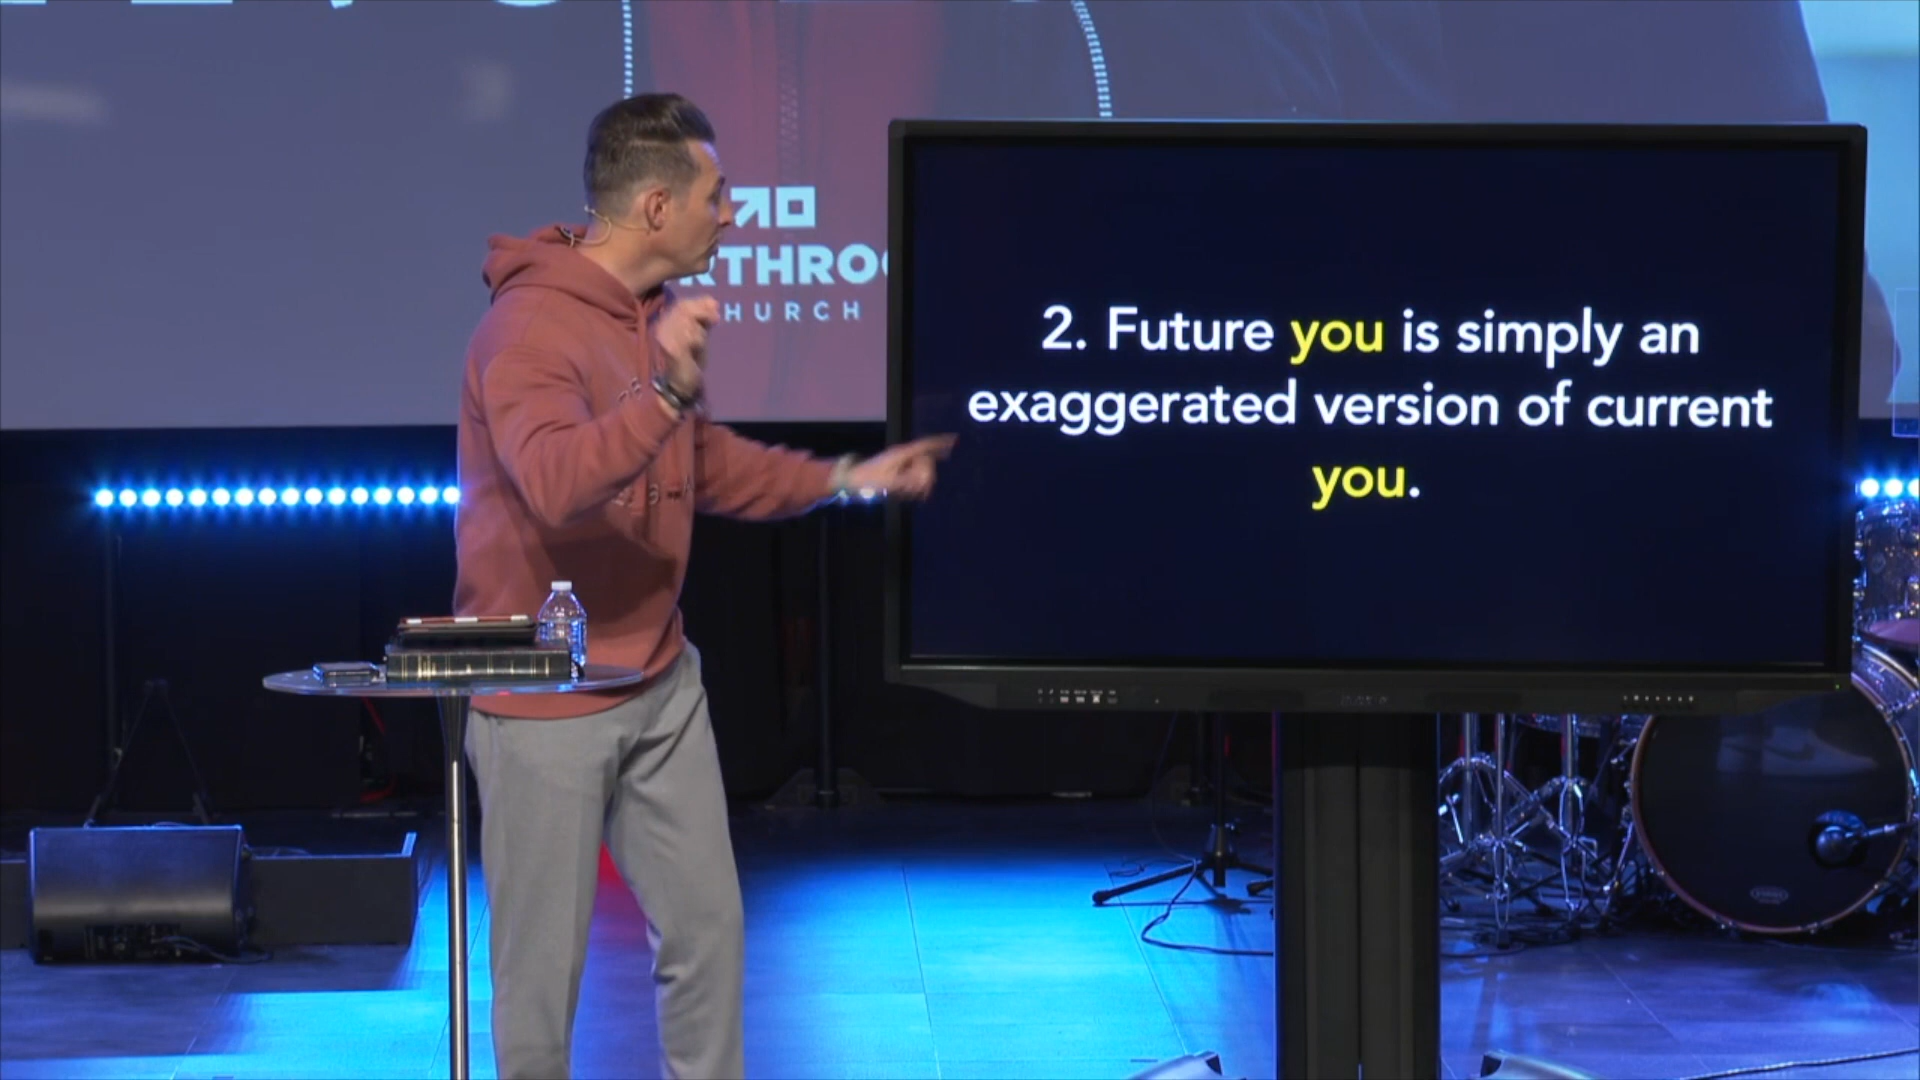 RTHRO
HURCH
2. Future you is simply an
exaggerated version of current
you.